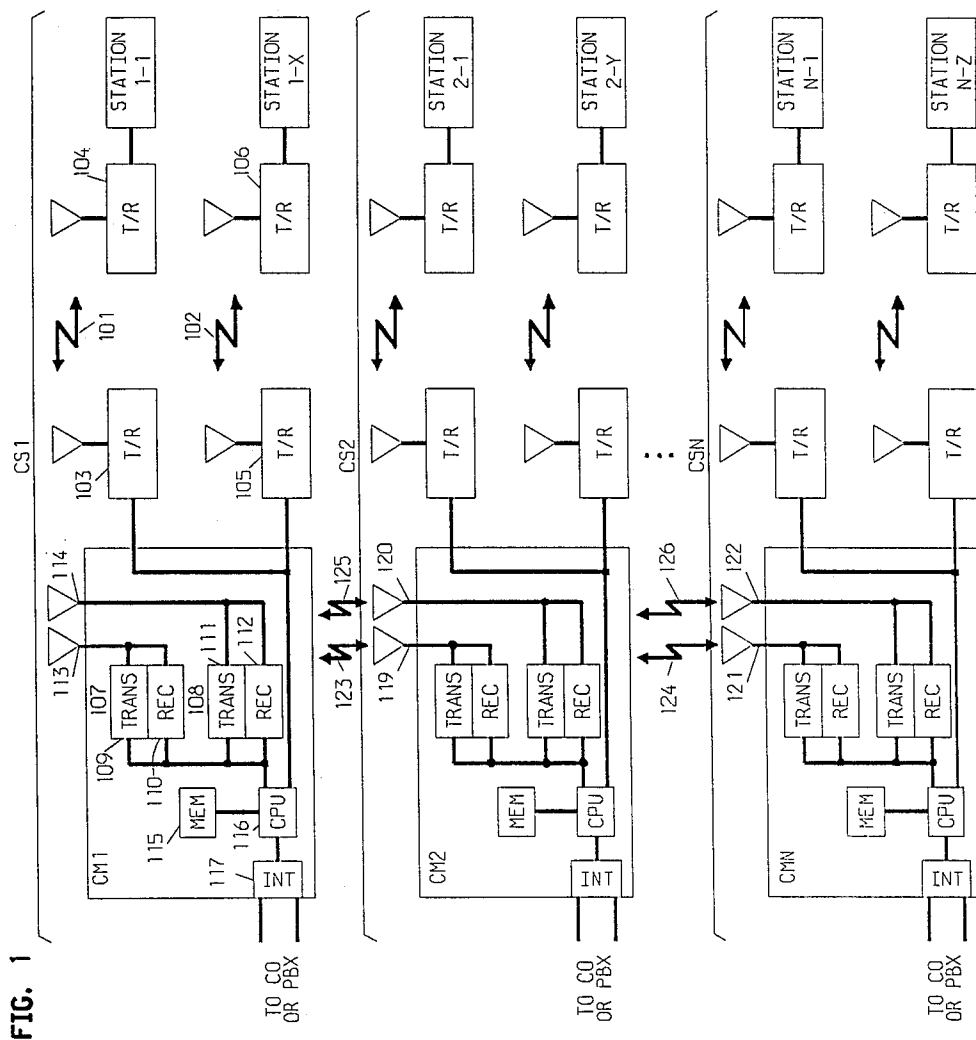 FIG. 1
CS1
STATION
1-1
104
T/R
101
T/R
103
STATION
1-X
106
T/R
102
T/R
105
CM1
113
114
107
TRANS
REC
109
110
108
111
TRANS
REC
112
115
MEM
116
CPU
117
INT
TO CO
OR PBX
123
125
CS2
STATION
2-1
T/R
T/R
STATION
2-Y
T/R
T/R
CM2
119
120
TRANS
REC
TRANS
REC
MEM
CPU
INT
TO CO
OR PBX
124
126
...
CSN
STATION
N-1
T/R
T/R
STATION
N-Z
T/R
T/R
CMN
121
122
TRANS
REC
TRANS
REC
MEM
CPU
INT
TO CO
OR PBX